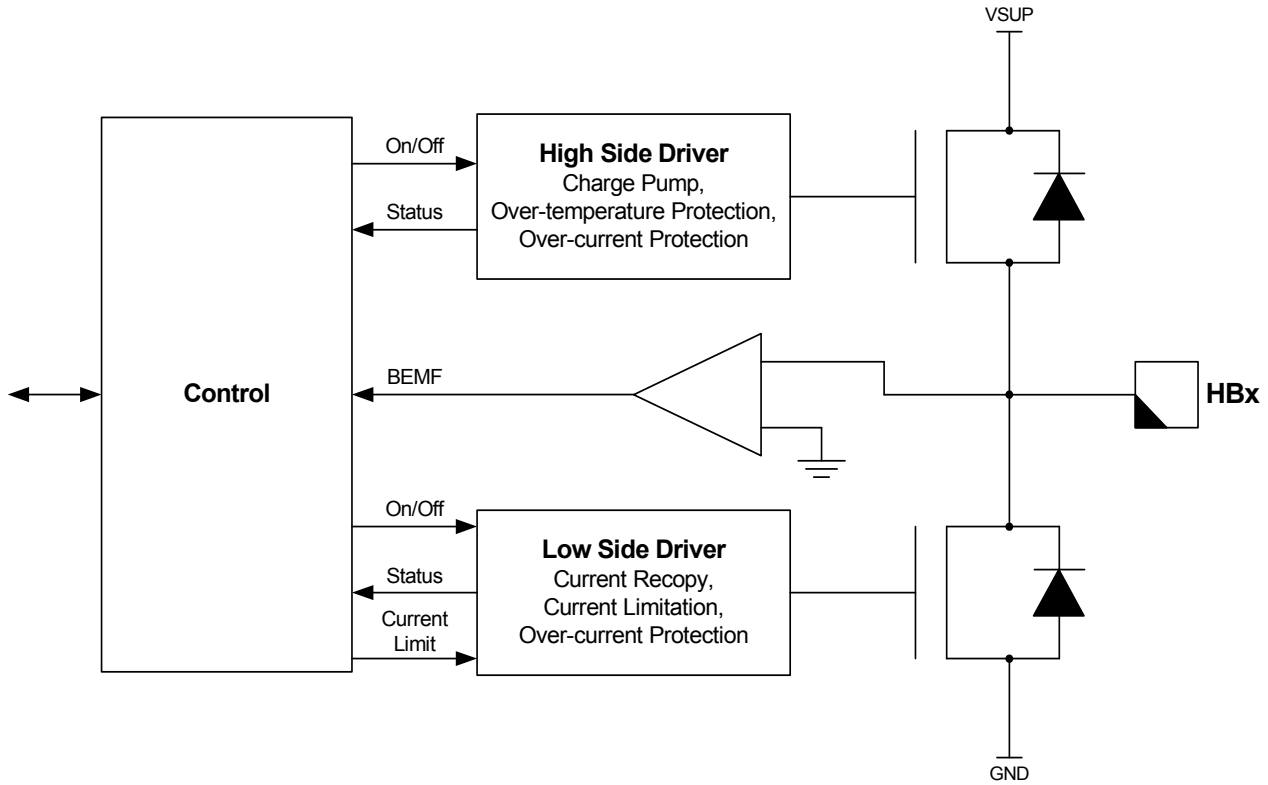 VSUP
On/Off
High Side Driver
Charge Pump,
Over-temperature Protection,
Over-current Protection
Status
BEMF
Control
HBx
On/Off
Low Side Driver
Current Recopy,
Current Limitation,
Over-current Protection
Status
Current
Limit
GND